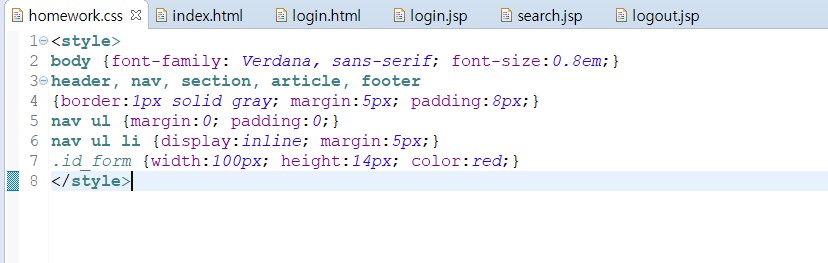 homework.css index.html login.html login.jsp search.jsp logout.jsp
1 <style>
2 body {font-family: Verdana, sans-serif; font-size:0.8em;}
3 header, nav, section, article, footer
4 {border:1px solid gray; margin:5px; padding:8px;}
5 nav ul {margin:0; padding:0;}
6 nav ul li {display:inline; margin:5px;}
7 .id_form {width:100px; height:14px; color:red;}
8 </style>